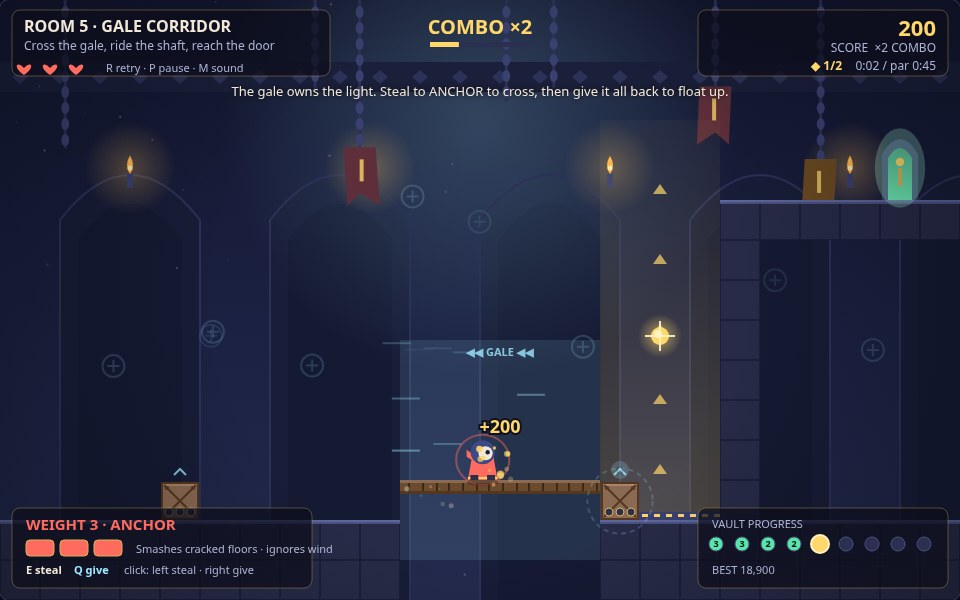 ROOM 5 · GALE CORRIDOR
Cross the gale, ride the shaft, reach the door
R retry · P pause · M sound
COMBO ×2
200
SCORE ×2 COMBO
◆ 1/2 0:02 / par 0:45
The gale owns the light. Steal to ANCHOR to cross, then give it all back to float up.
◀◀ GALE ◀◀
+200
WEIGHT 3 · ANCHOR
Smashes cracked floors · ignores wind
E steal Q give click: left steal · right give
VAULT PROGRESS
3 3 2 2
BEST 18,900